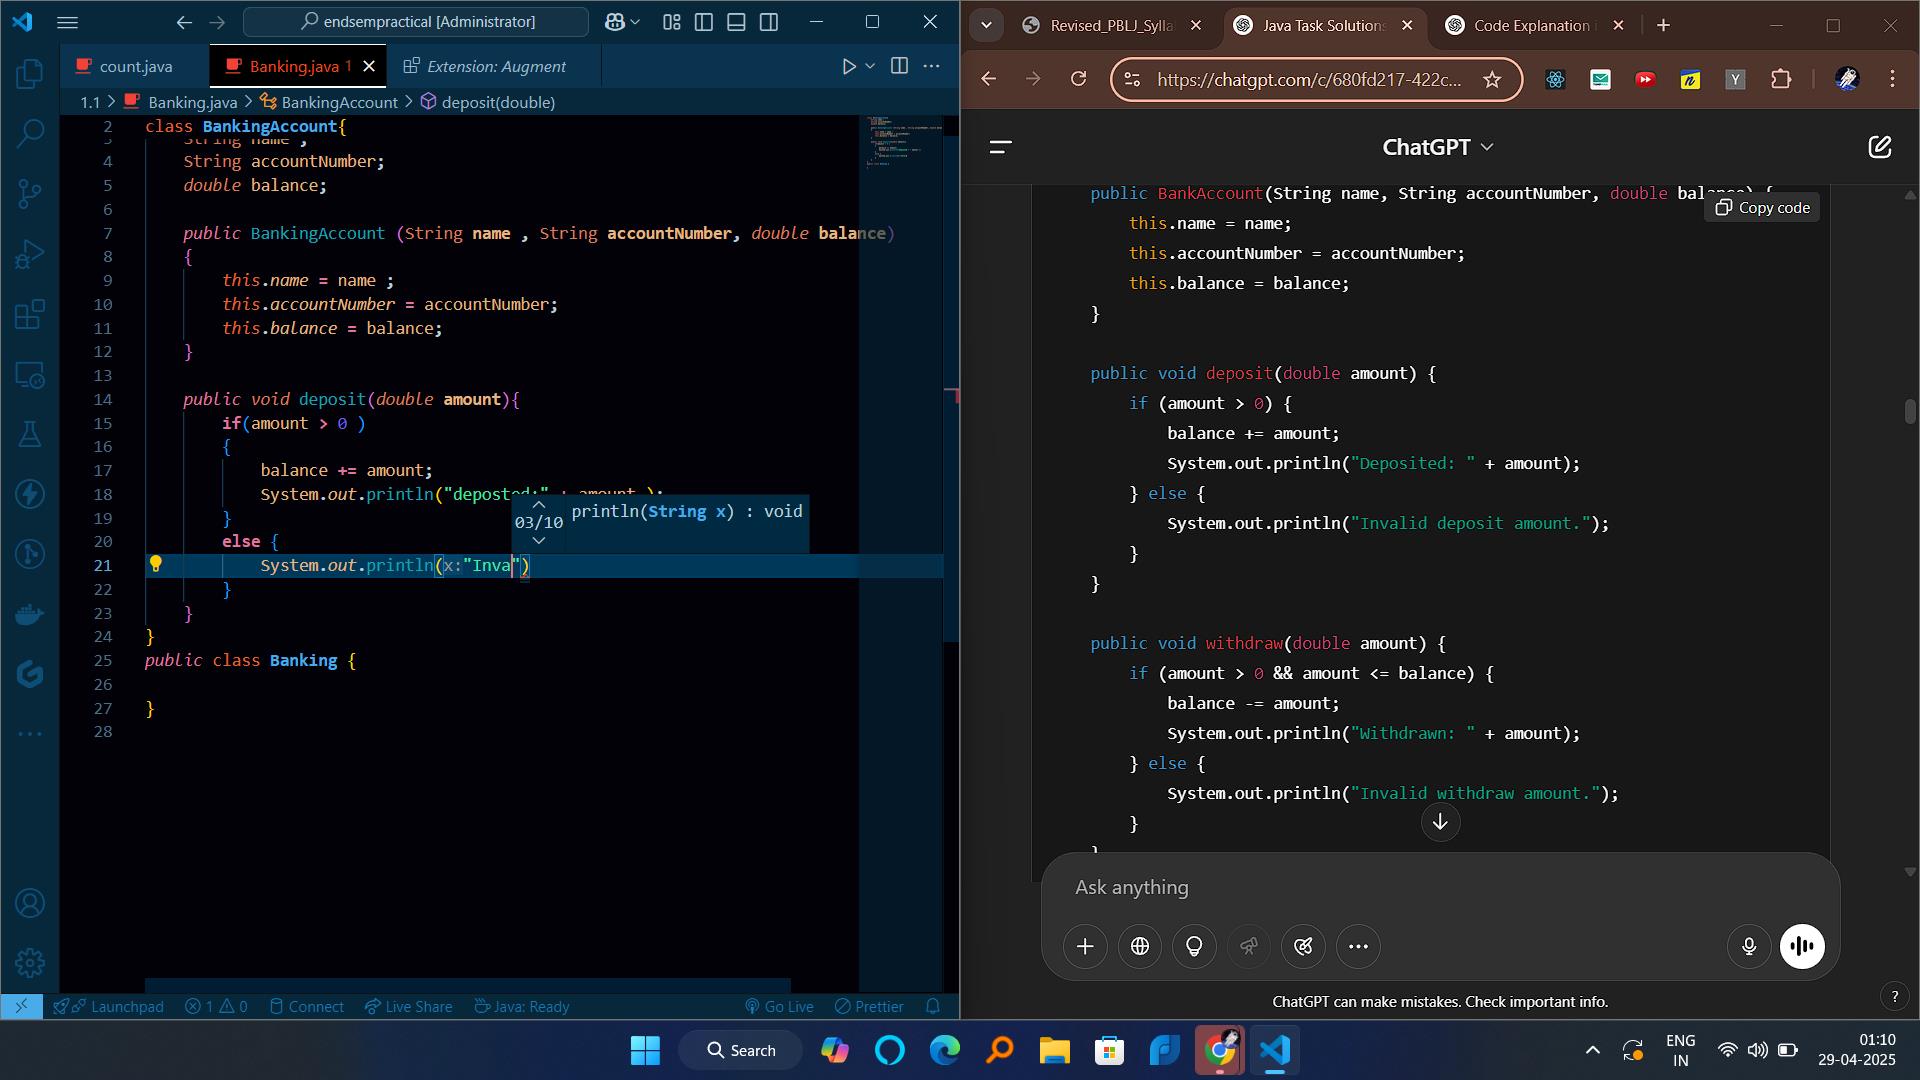 endsempractical [Administrator]
count.java
Banking.java 1
Extension: Augment
1.1 > Banking.java > BankingAccount > deposit(double)
2 class BankingAccount{
3 String name ;
4 String accountNumber;
5 double balance;
6
7 public BankingAccount (String name , String accountNumber, double balance)
8 {
9 this.name = name ;
10 this.accountNumber = accountNumber;
11 this.balance = balance;
12 }
13
14 public void deposit(double amount){
15 if(amount > 0 )
16 {
17 balance += amount;
18 System.out.println("deposted:" + amount );
19 }
03/10 println(String x) : void
20 else {
21 System.out.println(x:"Inva")
22 }
23 }
24 }
25 public class Banking {
26
27 }
28
Launchpad
1 0
Connect
Live Share
Java: Ready
Go Live
Prettier
Revised_PBLJ_Sylla
Java Task Solutions
Code Explanation
https://chatgpt.com/c/680fd217-422c...
ChatGPT
Copy code
public BankAccount(String name, String accountNumber, double balance) {
this.name = name;
this.accountNumber = accountNumber;
this.balance = balance;
}
public void deposit(double amount) {
if (amount > 0) {
balance += amount;
System.out.println("Deposited: " + amount);
} else {
System.out.println("Invalid deposit amount.");
}
}
public void withdraw(double amount) {
if (amount > 0 && amount <= balance) {
balance -= amount;
System.out.println("Withdrawn: " + amount);
} else {
System.out.println("Invalid withdraw amount.");
}
}
Ask anything
ChatGPT can make mistakes. Check important info.
?
Search
ENG
IN
01:10
29-04-2025